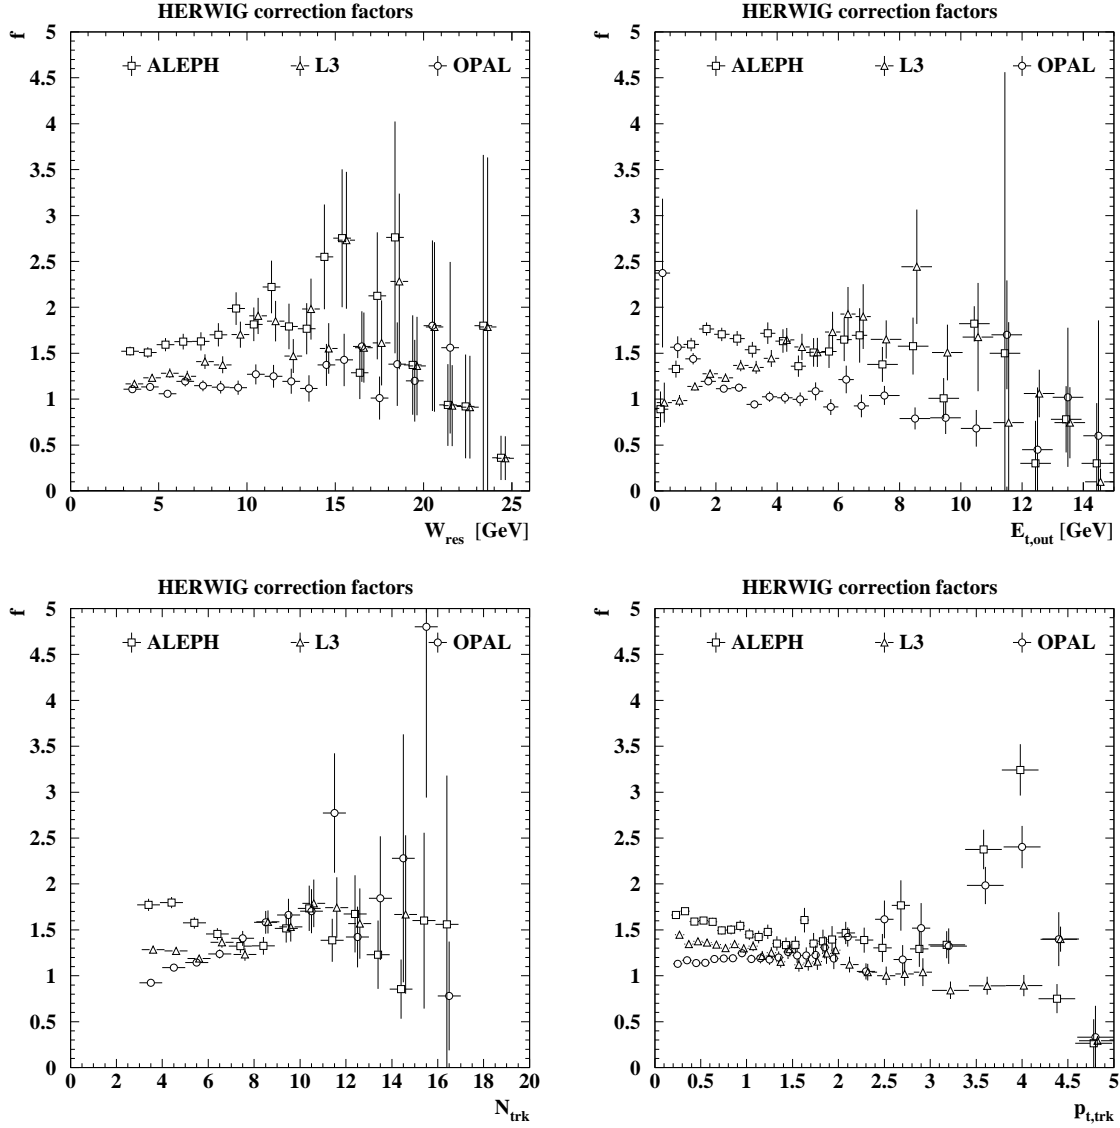 HERWIG correction factors
f
ALEPH L3 OPAL
5
4.5
4
3.5
3
2.5
2
1.5
1
0.5
0
0 5 10 15 20 25
W_res [GeV]
HERWIG correction factors
f
ALEPH L3 OPAL
5
4.5
4
3.5
3
2.5
2
1.5
1
0.5
0
0 2 4 6 8 10 12 14
E_t,out [GeV]
HERWIG correction factors
f
ALEPH L3 OPAL
5
4.5
4
3.5
3
2.5
2
1.5
1
0.5
0
0 2 4 6 8 10 12 14 16 18 20
N_trk
HERWIG correction factors
f
ALEPH L3 OPAL
5
4.5
4
3.5
3
2.5
2
1.5
1
0.5
0
0 0.5 1 1.5 2 2.5 3 3.5 4 4.5 5
p_t,trk